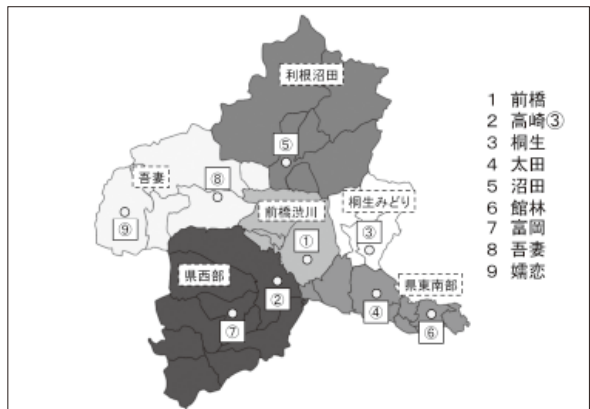 利根沼田
⑤
吾妻
⑧
⑨
前橋渋川
①
桐生みどり
③
県西部
②
⑦
県東南部
④
⑥
1 前橋
2 高崎③
3 桐生
4 太田
5 沼田
6 館林
7 富岡
8 吾妻
9 嬬恋